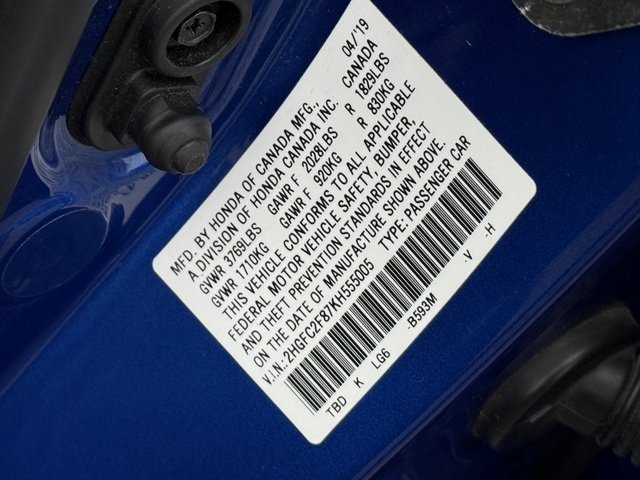 MFD. BY HONDA OF CANADA MFG., 04/'19
A DIVISION OF HONDA CANADA INC. CANADA
GVWR 3769LBS GAWR F 2028LBS R 1829LBS
GVWR 1710KG GAWR F 920KG R 830KG
THIS VEHICLE CONFORMS TO ALL APPLICABLE
FEDERAL MOTOR VEHICLE SAFETY, BUMPER,
AND THEFT PREVENTION STANDARDS IN EFFECT
ON THE DATE OF MANUFACTURE SHOWN ABOVE.
V.I.N.: 2HGFC2F87KH555005 TYPE: PASSENGER CAR
TBD K LG6 -B593M -V -H